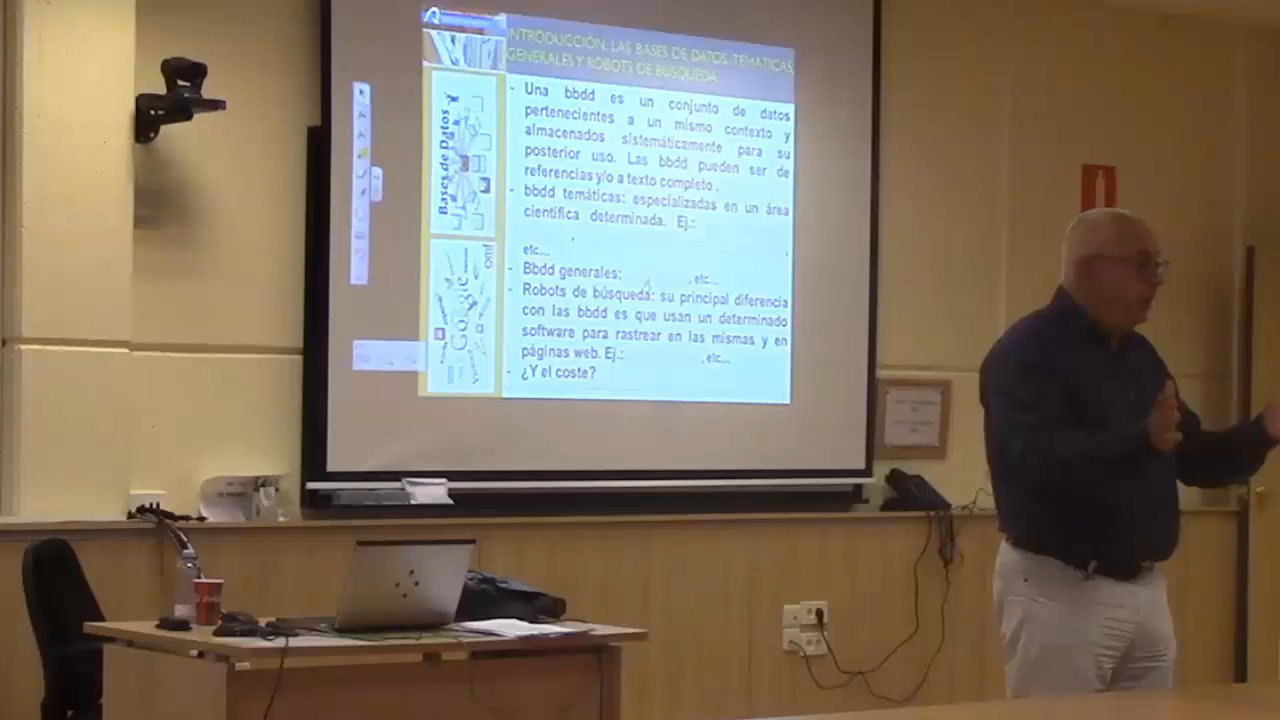 INTRODUCCION. LAS BASES DE DATOS TEMÁTICAS,
GENERALES Y ROBOTS DE BÚSQUEDA
- Una bbdd es un conjunto de datos
pertenecientes a un mismo contexto y
almacenados sistemáticamente para su
posterior uso. Las bbdd pueden ser de
referencias y/o a texto completo .
- bbdd temáticas: especializadas en un área
científica determinada. Ej.:
etc...
- Bbdd generales: , etc...
- Robots de búsqueda: su principal diferencia
con las bbdd es que usan un determinado
software para rastrear en las mismas y en
páginas web. Ej.: , etc...
- ¿Y el coste?
Bases de Datos
Google